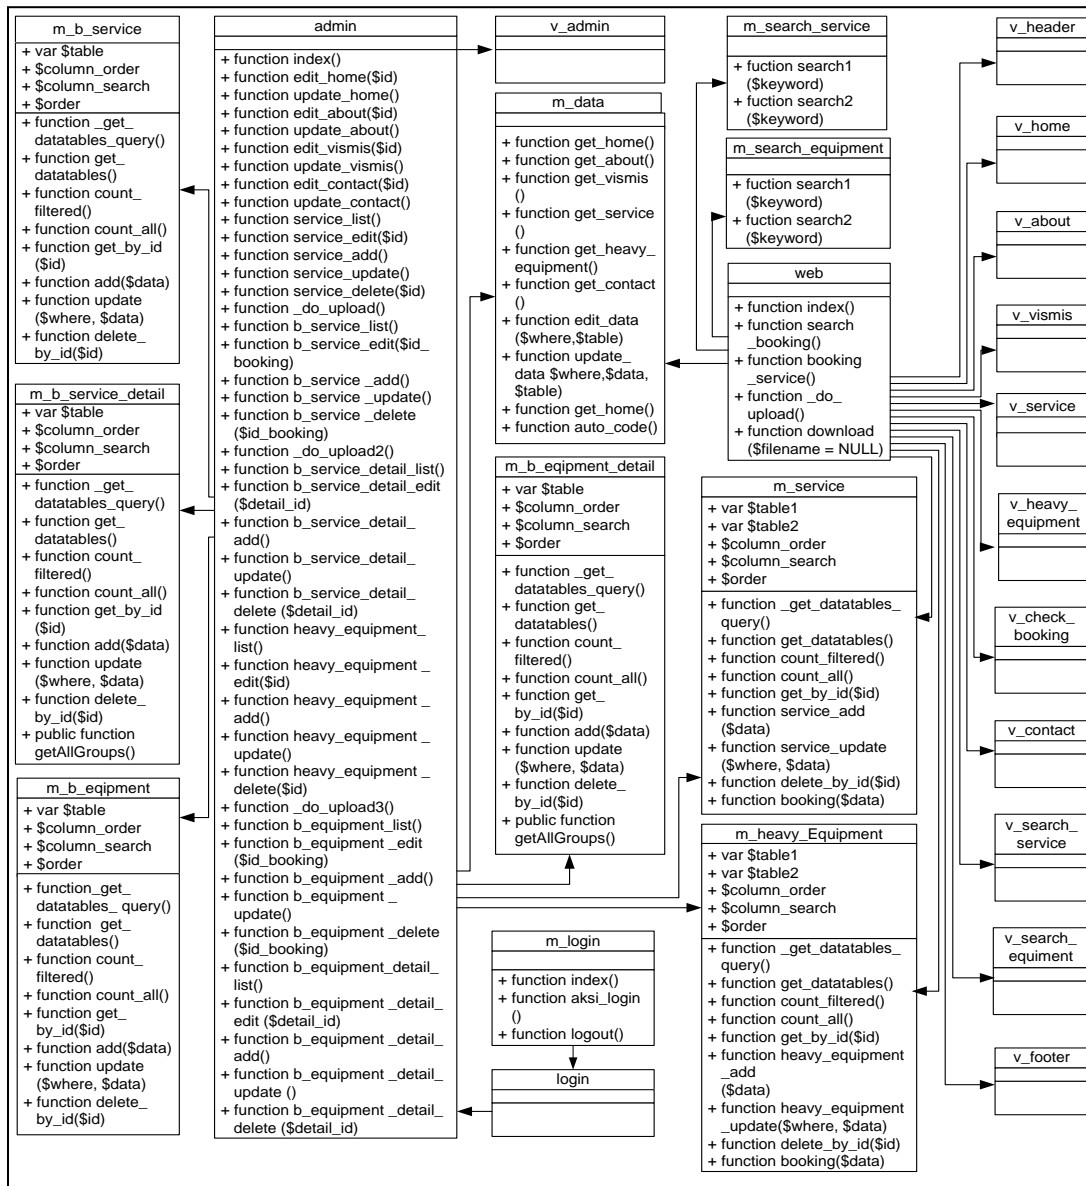 m_b_service
+ var $table
+ $column_order
+ $column_search
+ $order
+ function _get_
datatables_query()
+ function get_
datatables()
+ function count_
filtered()
+ function count_all()
+ function get_by_id
($id)
+ function add($data)
+ function update
($where, $data)
+ function delete_
by_id($id)
m_b_service_detail
+ var $table
+ $column_order
+ $column_search
+ $order
+ function _get_
datatables_query()
+ function get_
datatables()
+ function count_
filtered()
+ function count_all()
+ function get_by_id
($id)
+ function add($data)
+ function update
($where, $data)
+ function delete_
by_id($id)
+ public function
getAllGroups()
m_b_eqipment
+ var $table
+ $column_order
+ $column_search
+ $order
+ function_get_
datatables_ query()
+ function get_
datatables()
+ function count_
filtered()
+ function count_all()
+ function get_
by_id($id)
+ function add($data)
+ function update
($where, $data)
+ function delete_
by_id($id)
admin
+ function index()
+ function edit_home($id)
+ function update_home()
+ function edit_about($id)
+ function update_about()
+ function edit_vismis($id)
+ function update_vismis()
+ function edit_contact($id)
+ function update_contact()
+ function service_list()
+ function service_edit($id)
+ function service_add()
+ function service_update()
+ function service_delete($id)
+ function _do_upload()
+ function b_service_list()
+ function b_service_edit($id_
booking)
+ function b_service _add()
+ function b_service _update()
+ function b_service _delete
($id_booking)
+ function _do_upload2()
+ function b_service_detail_list()
+ function b_service_detail_edit
($detail_id)
+ function b_service_detail_
add()
+ function b_service_detail_
update()
+ function b_service_detail_
delete ($detail_id)
+ function heavy_equipment_
list()
+ function heavy_equipment _
edit($id)
+ function heavy_equipment _
add()
+ function heavy_equipment _
update()
+ function heavy_equipment _
delete($id)
+ function _do_upload3()
+ function b_equipment_list()
+ function b_equipment _edit
($id_booking)
+ function b_equipment _add()
+ function b_equipment _
update()
+ function b_equipment _delete
($id_booking)
+ function b_equipment_detail_
list()
+ function b_equipment _detail_
edit ($detail_id)
+ function b_equipment _detail_
add()
+ function b_equipment _detail_
update ()
+ function b_equipment _detail_
delete ($detail_id)
v_admin
m_data
+ function get_home()
+ function get_about()
+ function get_vismis
()
+ function get_service
()
+ function get_heavy_
equipment()
+ function get_contact
()
+ function edit_data
($where,$table)
+ function update_
data $where,$data,
$table)
+ function get_home()
+ function auto_code()
m_b_eqipment_detail
+ var $table
+ $column_order
+ $column_search
+ $order
+ function _get_
datatables_query()
+ function get_
datatables()
+ function count_
filtered()
+ function count_all()
+ function get_
by_id($id)
+ function add($data)
+ function update
($where, $data)
+ function delete_
by_id($id)
+ public function
getAllGroups()
m_login
+ function index()
+ function aksi_login
()
+ function logout()
login
m_search_service
+ fuction search1
($keyword)
+ fuction search2
($keyword)
m_search_equipment
+ fuction search1
($keyword)
+ fuction search2
($keyword)
web
+ function index()
+ function search
_booking()
+ function booking
_service()
+ function _do_
upload()
+ function download
($filename = NULL)
m_service
+ var $table1
+ var $table2
+ $column_order
+ $column_search
+ $order
+ function _get_datatables_
query()
+ function get_datatables()
+ function count_filtered()
+ function count_all()
+ function get_by_id($id)
+ function service_add
($data)
+ function service_update
($where, $data)
+ function delete_by_id($id)
+ function booking($data)
m_heavy_Equipment
+ var $table1
+ var $table2
+ $column_order
+ $column_search
+ $order
+ function _get_datatables_
query()
+ function get_datatables()
+ function count_filtered()
+ function count_all()
+ function get_by_id($id)
+ function heavy_equipment
_add
($data)
+ function heavy_equipment
_update($where, $data)
+ function delete_by_id($id)
+ function booking($data)
v_header
v_home
v_about
v_vismis
v_service
v_heavy_
equipment
v_check_
booking
v_contact
v_search_
service
v_search_
equiment
v_footer